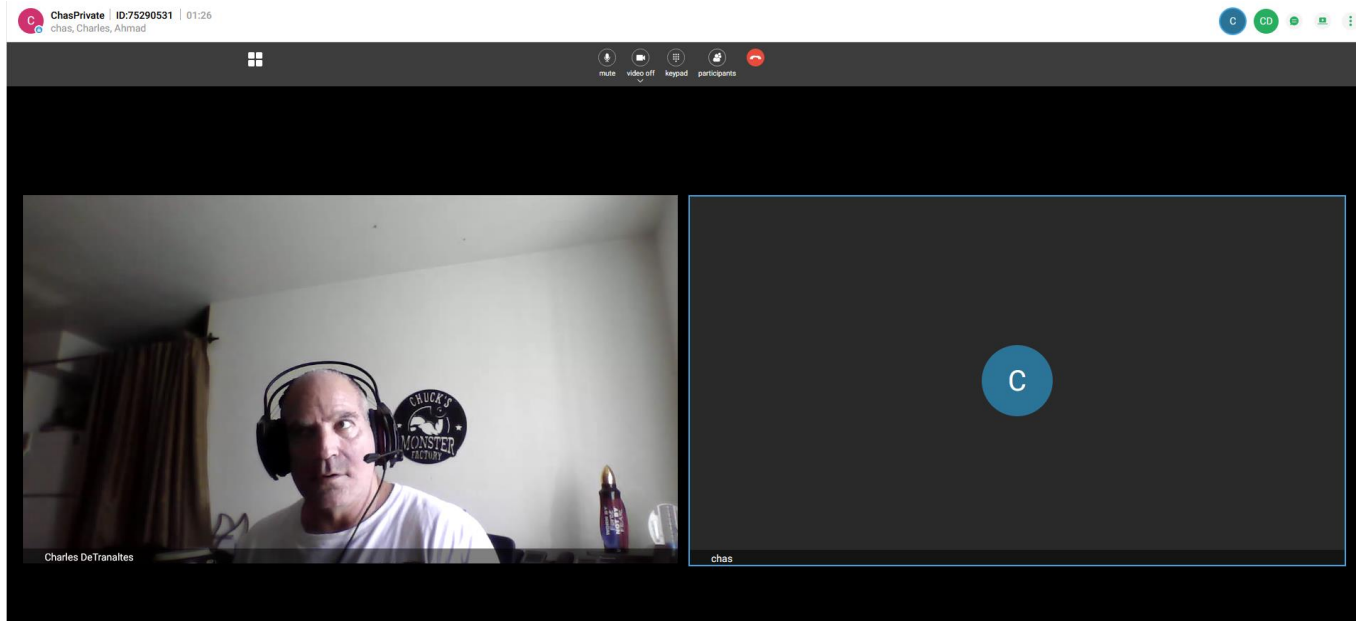 C
ChasPrivate | ID:75290531 | 01:26
chas, Charles, Ahmad
C
CD
mute
video off
keypad
participants
CHUCK'S
MONSTER
FACTORY
Charles DeTranaltes
C
chas